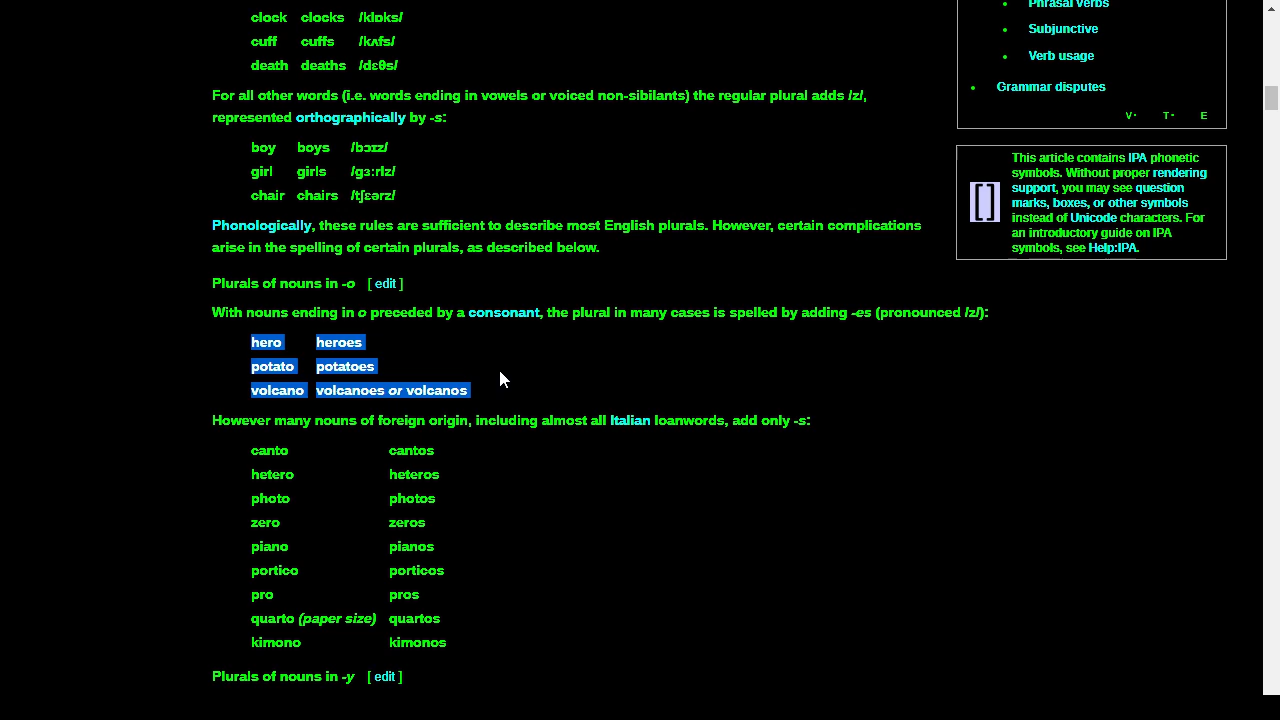 clock clocks /klɒks/
cuff cuffs /kʌfs/
death deaths /dɛθs/
For all other words (i.e. words ending in vowels or voiced non-sibilants) the regular plural adds /z/,
represented orthographically by -s:
boy boys /bɔɪz/
girl girls /gɜ:rlz/
chair chairs /tʃɛərz/
Phonologically, these rules are sufficient to describe most English plurals. However, certain complications
arise in the spelling of certain plurals, as described below.
Plurals of nouns in -o [ edit ]
With nouns ending in o preceded by a consonant, the plural in many cases is spelled by adding -es (pronounced /z/):
hero heroes
potato potatoes
volcano volcanoes or volcanos
However many nouns of foreign origin, including almost all Italian loanwords, add only -s:
canto cantos
hetero heteros
photo photos
zero zeros
piano pianos
portico porticos
pro pros
quarto (paper size) quartos
kimono kimonos
Plurals of nouns in -y [ edit ]
Phrasal verbs
Subjunctive
Verb usage
Grammar disputes
V· T· E
[ ]
This article contains IPA phonetic
symbols. Without proper rendering
support, you may see question
marks, boxes, or other symbols
instead of Unicode characters. For
an introductory guide on IPA
symbols, see Help:IPA.